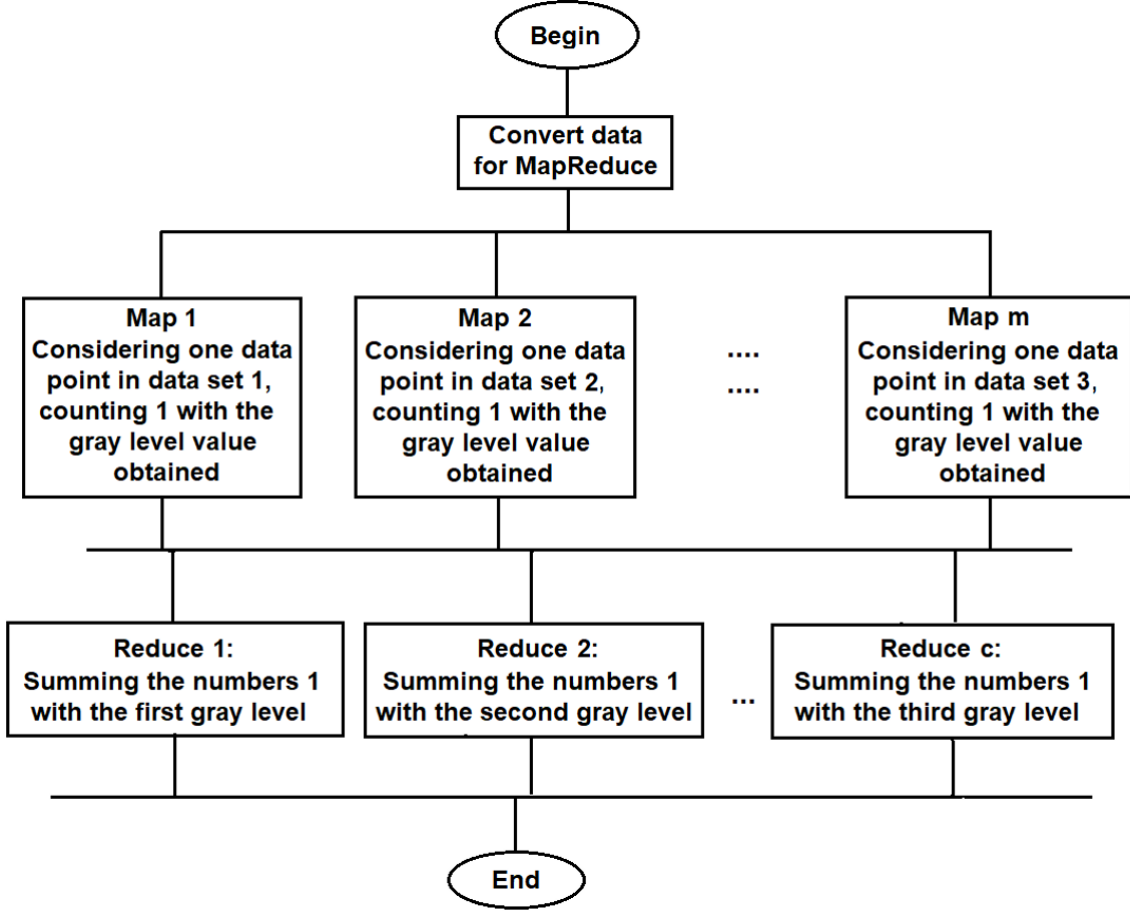 Begin
Convert data
for MapReduce
Map 1
Considering one data
point in data set 1,
counting 1 with the
gray level value
obtained
Map 2
Considering one data
point in data set 2,
counting 1 with the
gray level value
obtained
....
....
Map m
Considering one data
point in data set 3,
counting 1 with the
gray level value
obtained
Reduce 1:
Summing the numbers 1
with the first gray level
Reduce 2:
Summing the numbers 1
with the second gray level
...
Reduce c:
Summing the numbers 1
with the third gray level
End